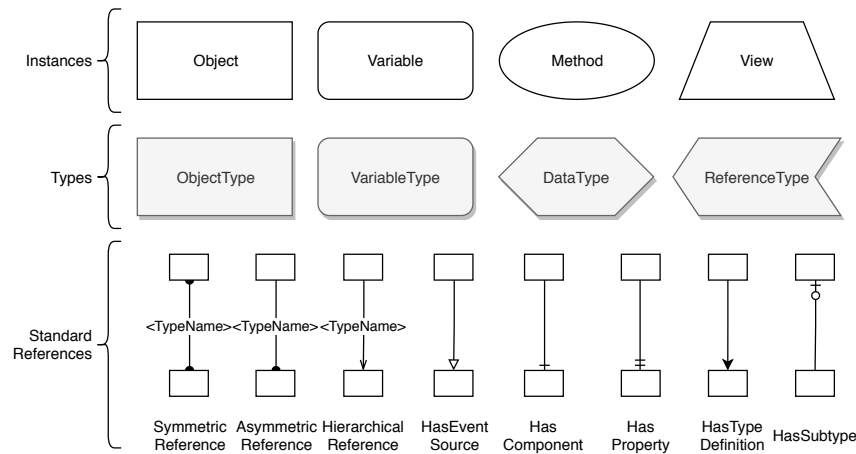 Instances
Object
Variable
Method
View
Types
ObjectType
VariableType
DataType
ReferenceType
Standard
References
<TypeName>
<TypeName>
<TypeName>
Symmetric
Reference
Asymmetric
Reference
Hierarchical
Reference
HasEvent
Source
Has
Component
Has
Property
HasType
Definition
HasSubtype